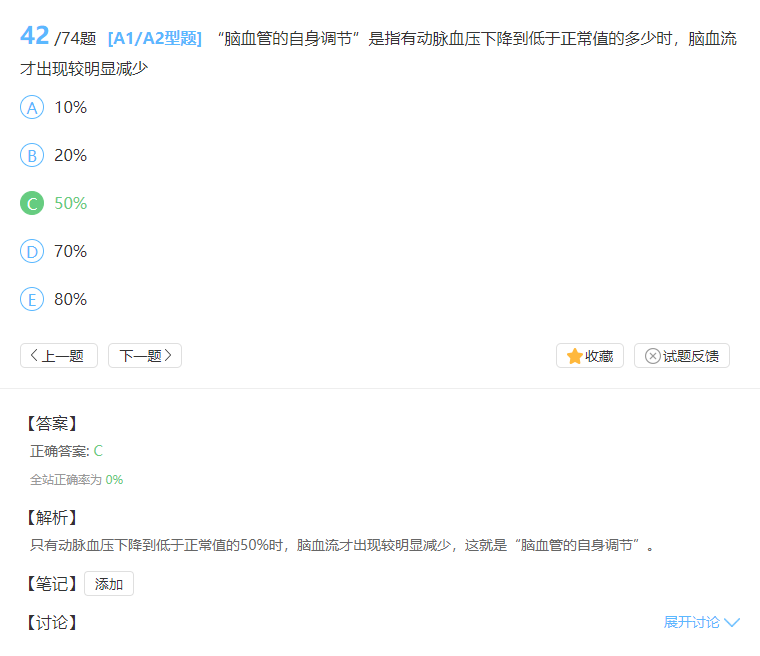 42 /74题 [A1/A2型题] “脑血管的自身调节”是指有动脉血压下降到低于正常值的多少时，脑血流
才出现较明显减少
A 10%
B 20%
C 50%
D 70%
E 80%
上一题 下一题 收藏 试题反馈
【答案】
正确答案: C
全站正确率为 0%
【解析】
只有动脉血压下降到低于正常值的50%时，脑血流才出现较明显减少，这就是“脑血管的自身调节”。
【笔记】 添加
【讨论】 展开讨论